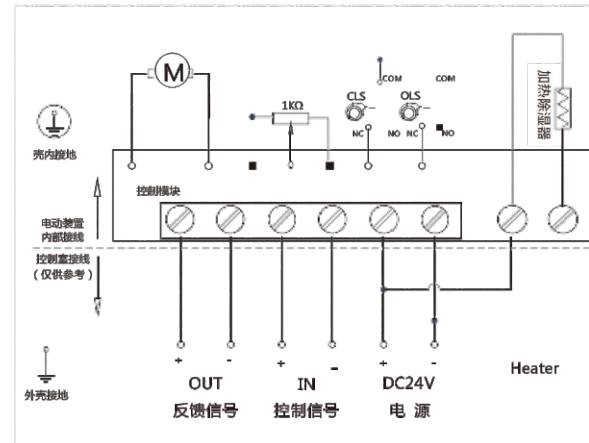 M
1KΩ
CLS
OLS
COM
COM
NC
NO
NC
NO
加热除湿器
壳内接地
控制模块
电动装置
内部接线
控制室接线
（仅供参考）
外壳接地
+
-
+
-
+
-
OUT
IN
DC24V
Heater
反馈信号
控制信号
电 源